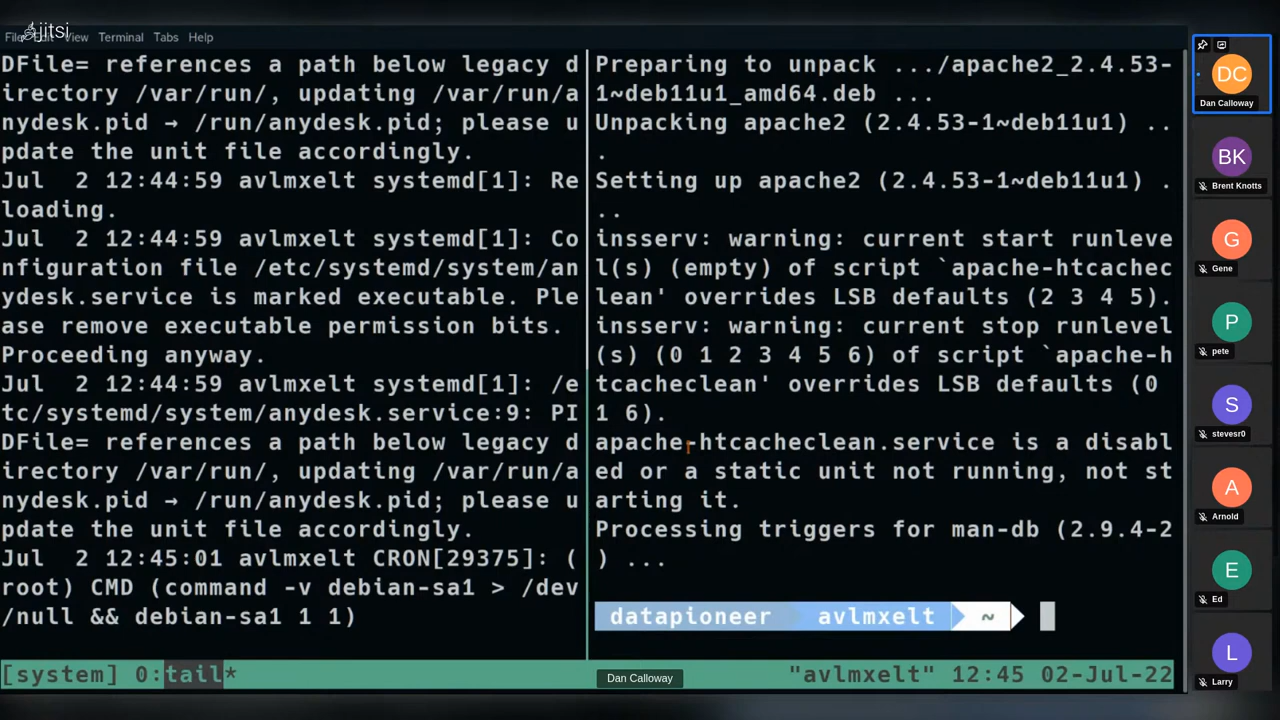 jitsi
File Edit View Terminal Tabs Help
DFile= references a path below legacy d
irectory /var/run/, updating /var/run/a
nydesk.pid → /run/anydesk.pid; please u
pdate the unit file accordingly.
Jul  2 12:44:59 avlmxelt systemd[1]: Re
loading.
Jul  2 12:44:59 avlmxelt systemd[1]: Co
nfiguration file /etc/systemd/system/an
ydesk.service is marked executable. Ple
ase remove executable permission bits.
Proceeding anyway.
Jul  2 12:44:59 avlmxelt systemd[1]: /e
tc/systemd/system/anydesk.service:9: PI
DFile= references a path below legacy d
irectory /var/run/, updating /var/run/a
nydesk.pid → /run/anydesk.pid; please u
pdate the unit file accordingly.
Jul  2 12:45:01 avlmxelt CRON[29375]: (
root) CMD (command -v debian-sa1 > /dev
/null && debian-sa1 1 1)
Preparing to unpack .../apache2_2.4.53-
1~deb11u1_amd64.deb ...
Unpacking apache2 (2.4.53-1~deb11u1) ..
.
Setting up apache2 (2.4.53-1~deb11u1) .
..
insserv: warning: current start runleve
l(s) (empty) of script `apache-htcachec
lean' overrides LSB defaults (2 3 4 5).
insserv: warning: current stop runlevel
(s) (0 1 2 3 4 5 6) of script `apache-h
tcacheclean' overrides LSB defaults (0
1 6).
apache-htcacheclean.service is a disabl
ed or a static unit not running, not st
arting it.
Processing triggers for man-db (2.9.4-2
) ...
datapioneer avlmxelt ~
[system] 0:tail* "avlmxelt" 12:45 02-Jul-22
Dan Calloway
DC
Dan Calloway
BK
Brent Knotts
G
Gene
P
pete
S
stevesr0
A
Arnold
E
Ed
L
Larry